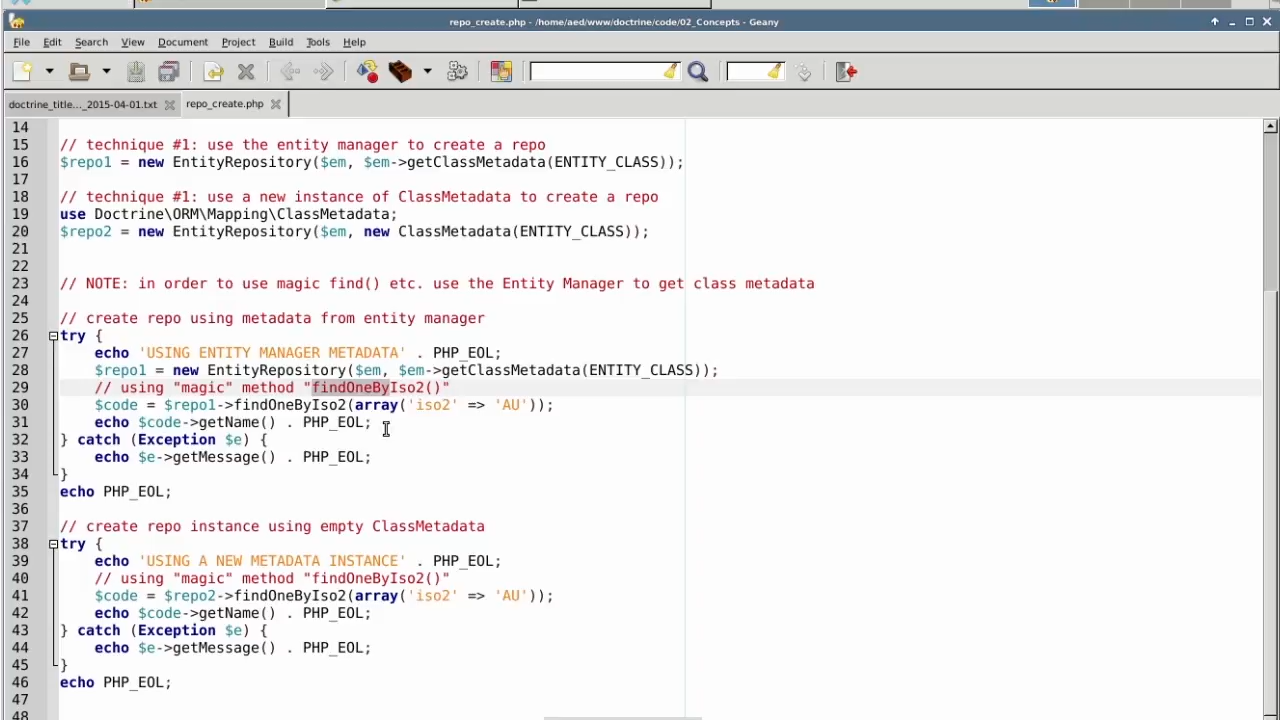 repo_create.php - /home/aed/www/doctrine/code/02_Concepts - Geany
File Edit Search View Document Project Build Tools Help
doctrine_title..._2015-04-01.txt repo_create.php
14
15 // technique #1: use the entity manager to create a repo
16 $repo1 = new EntityRepository($em, $em->getClassMetadata(ENTITY_CLASS));
17
18 // technique #1: use a new instance of ClassMetadata to create a repo
19 use Doctrine\ORM\Mapping\ClassMetadata;
20 $repo2 = new EntityRepository($em, new ClassMetadata(ENTITY_CLASS));
21
22
23 // NOTE: in order to use magic find() etc. use the Entity Manager to get class metadata
24
25 // create repo using metadata from entity manager
26 try {
27 echo 'USING ENTITY MANAGER METADATA' . PHP_EOL;
28 $repo1 = new EntityRepository($em, $em->getClassMetadata(ENTITY_CLASS));
29 // using "magic" method "findOneByIso2()"
30 $code = $repo1->findOneByIso2(array('iso2' => 'AU'));
31 echo $code->getName() . PHP_EOL;
32 } catch (Exception $e) {
33 echo $e->getMessage() . PHP_EOL;
34 }
35 echo PHP_EOL;
36
37 // create repo instance using empty ClassMetadata
38 try {
39 echo 'USING A NEW METADATA INSTANCE' . PHP_EOL;
40 // using "magic" method "findOneByIso2()"
41 $code = $repo2->findOneByIso2(array('iso2' => 'AU'));
42 echo $code->getName() . PHP_EOL;
43 } catch (Exception $e) {
44 echo $e->getMessage() . PHP_EOL;
45 }
46 echo PHP_EOL;
47
48